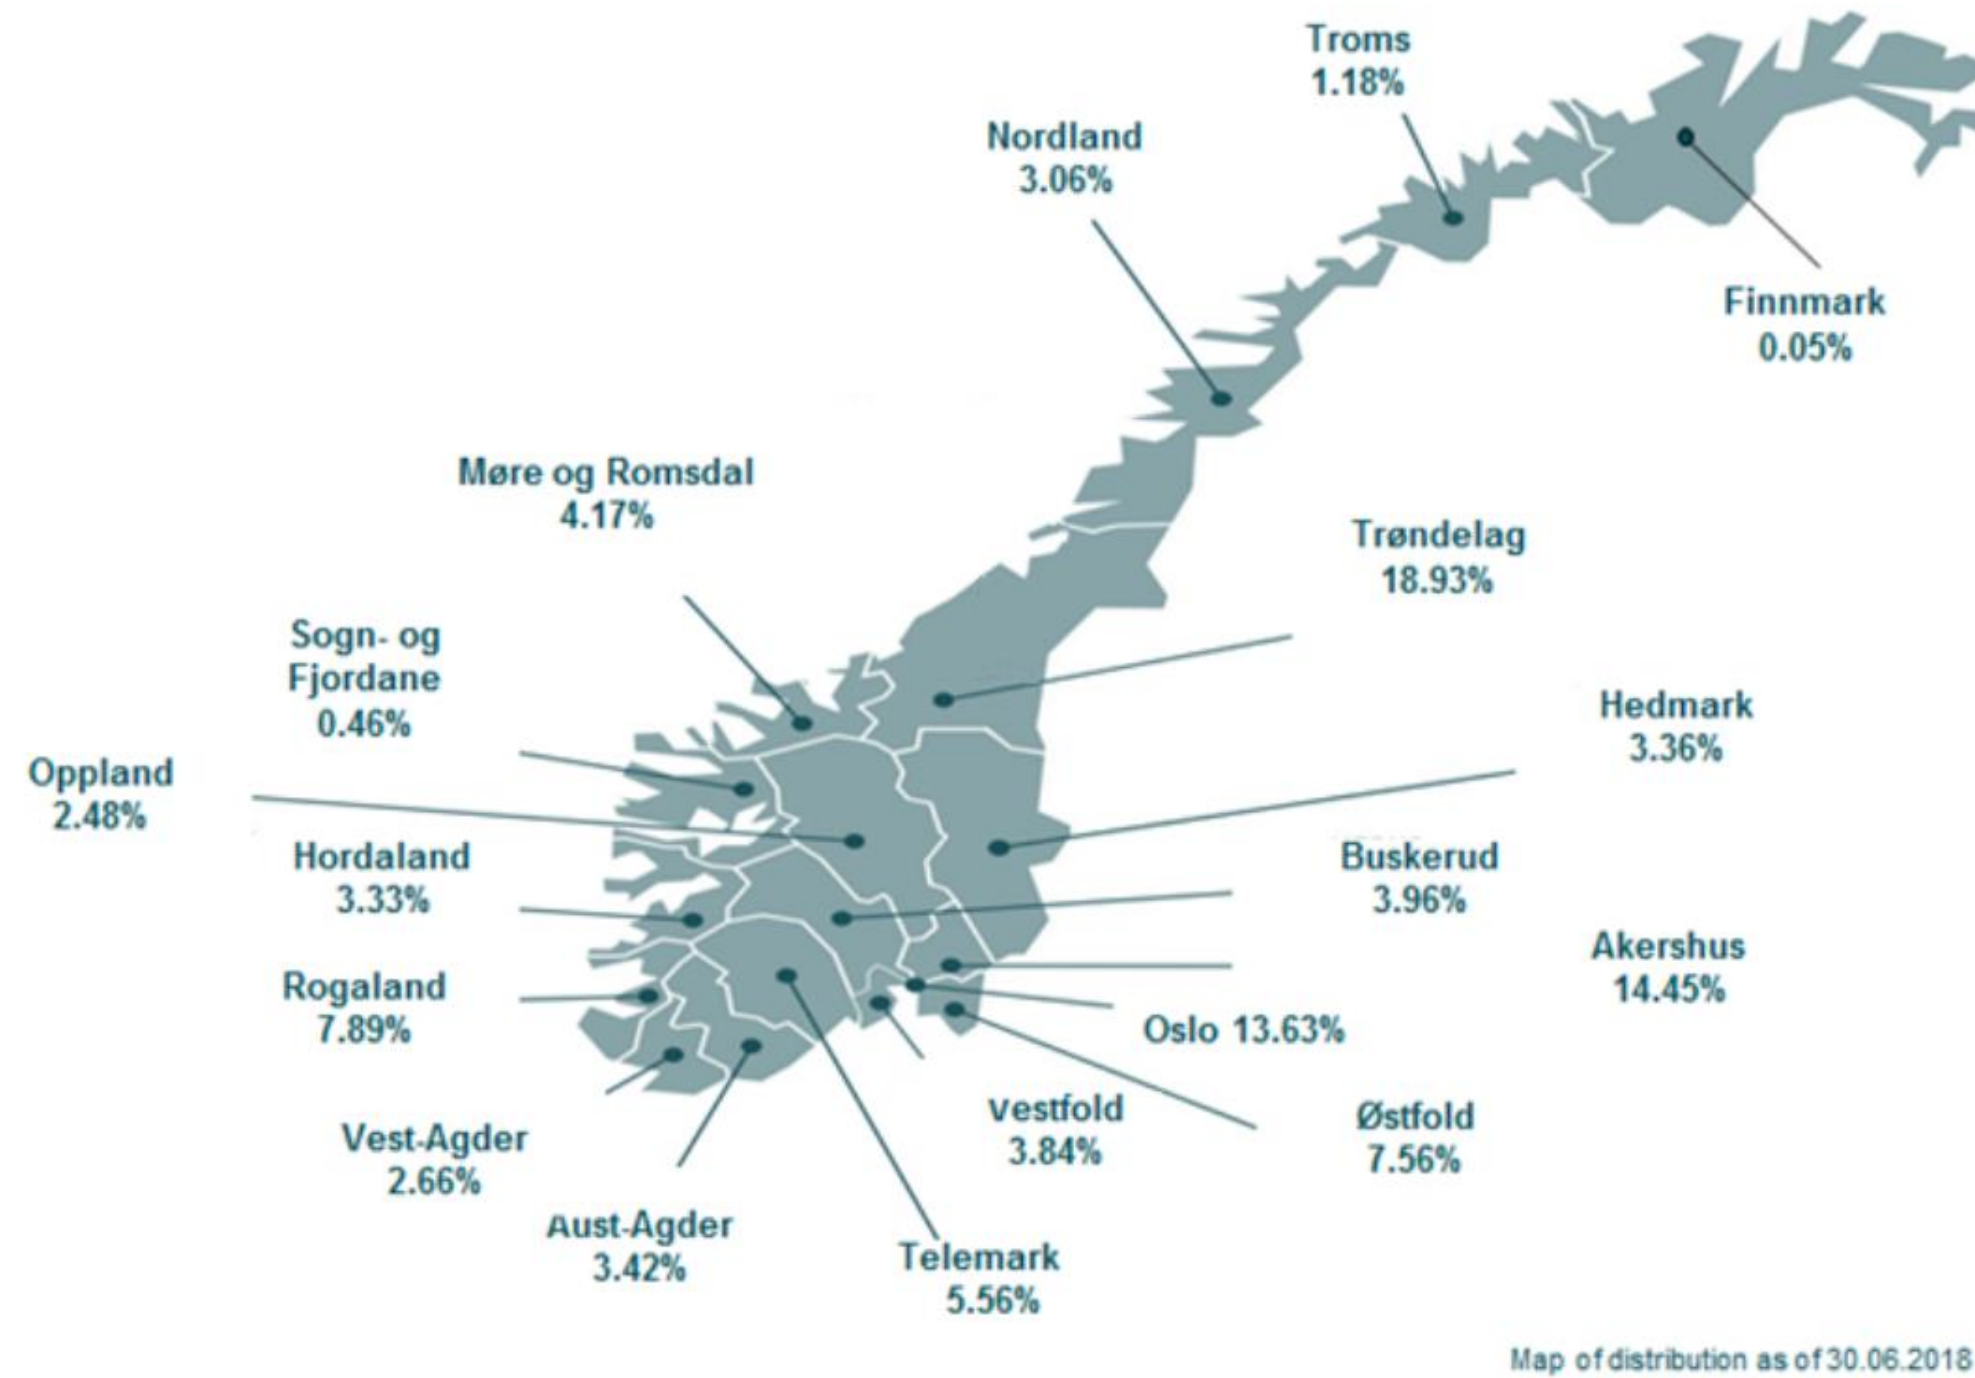 Troms
1.18%
Nordland
3.06%
Finnmark
0.05%
Møre og Romsdal
4.17%
Trøndelag
18.93%
Sogn- og
Fjordane
0.46%
Hedmark
3.36%
Oppland
2.48%
Hordaland
3.33%
Buskerud
3.96%
Akershus
14.45%
Rogaland
7.89%
Oslo 13.63%
Vestfold
3.84%
Østfold
7.56%
Vest-Agder
2.66%
Aust-Agder
3.42%
Telemark
5.56%
Map of distribution as of 30.06.2018